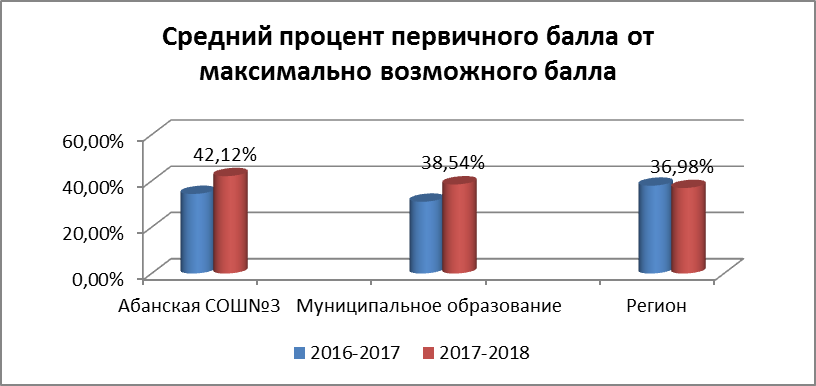 Средний процент первичного балла от
максимально возможного балла
60,00%
40,00%
20,00%
0,00%
42,12%
38,54%
36,98%
Абанская СОШ№3
Муниципальное образование
Регион
2016-2017
2017-2018